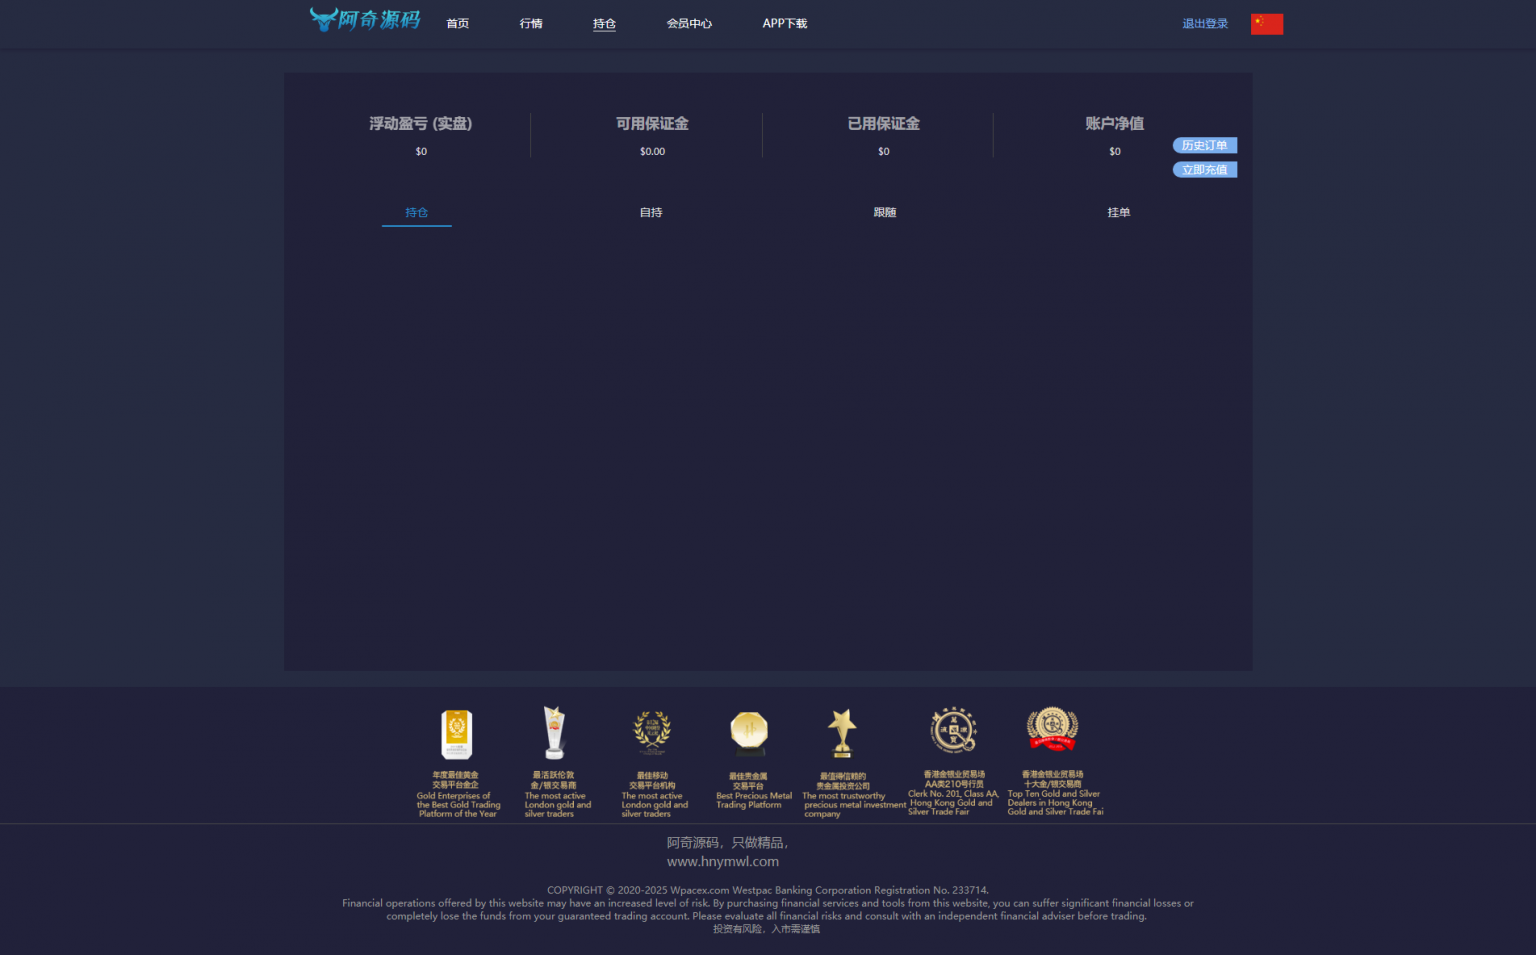 阿奇源码
首页
行情
持仓
会员中心
APP下载
退出登录
浮动盈亏 (实盘)
可用保证金
已用保证金
账户净值
$0
$0.00
$0
$0
历史订单
立即充值
持仓
自持
跟随
挂单
年度最佳黄金
交易平台金企
Gold Enterprises of
the Best Gold Trading
Platform of the Year
最活跃伦敦
金/银交易商
The most active
London gold and
silver traders
最佳移动
交易平台机构
The most active
London gold and
silver traders
最佳贵金属
交易平台
Best Precious Metal
Trading Platform
最值得信赖的
贵金属投资公司
The most trustworthy
precious metal investment
company
香港金银业贸易场
AA类210号行员
Clerk No. 201, Class AA,
Hong Kong Gold and
Silver Trade Fair
香港金银业贸易场
十大金/银交易商
Top Ten Gold and Silver
Dealers in Hong Kong
Gold and Silver Trade Fai
阿奇源码，只做精品，
www.hnymwl.com
COPYRIGHT © 2020-2025 Wpacex.com Westpac Banking Corporation Registration No. 233714.
Financial operations offered by this website may have an increased level of risk. By purchasing financial services and tools from this website, you can suffer significant financial losses or
completely lose the funds from your guaranteed trading account. Please evaluate all financial risks and consult with an independent financial adviser before trading.
投资有风险，入市需谨慎